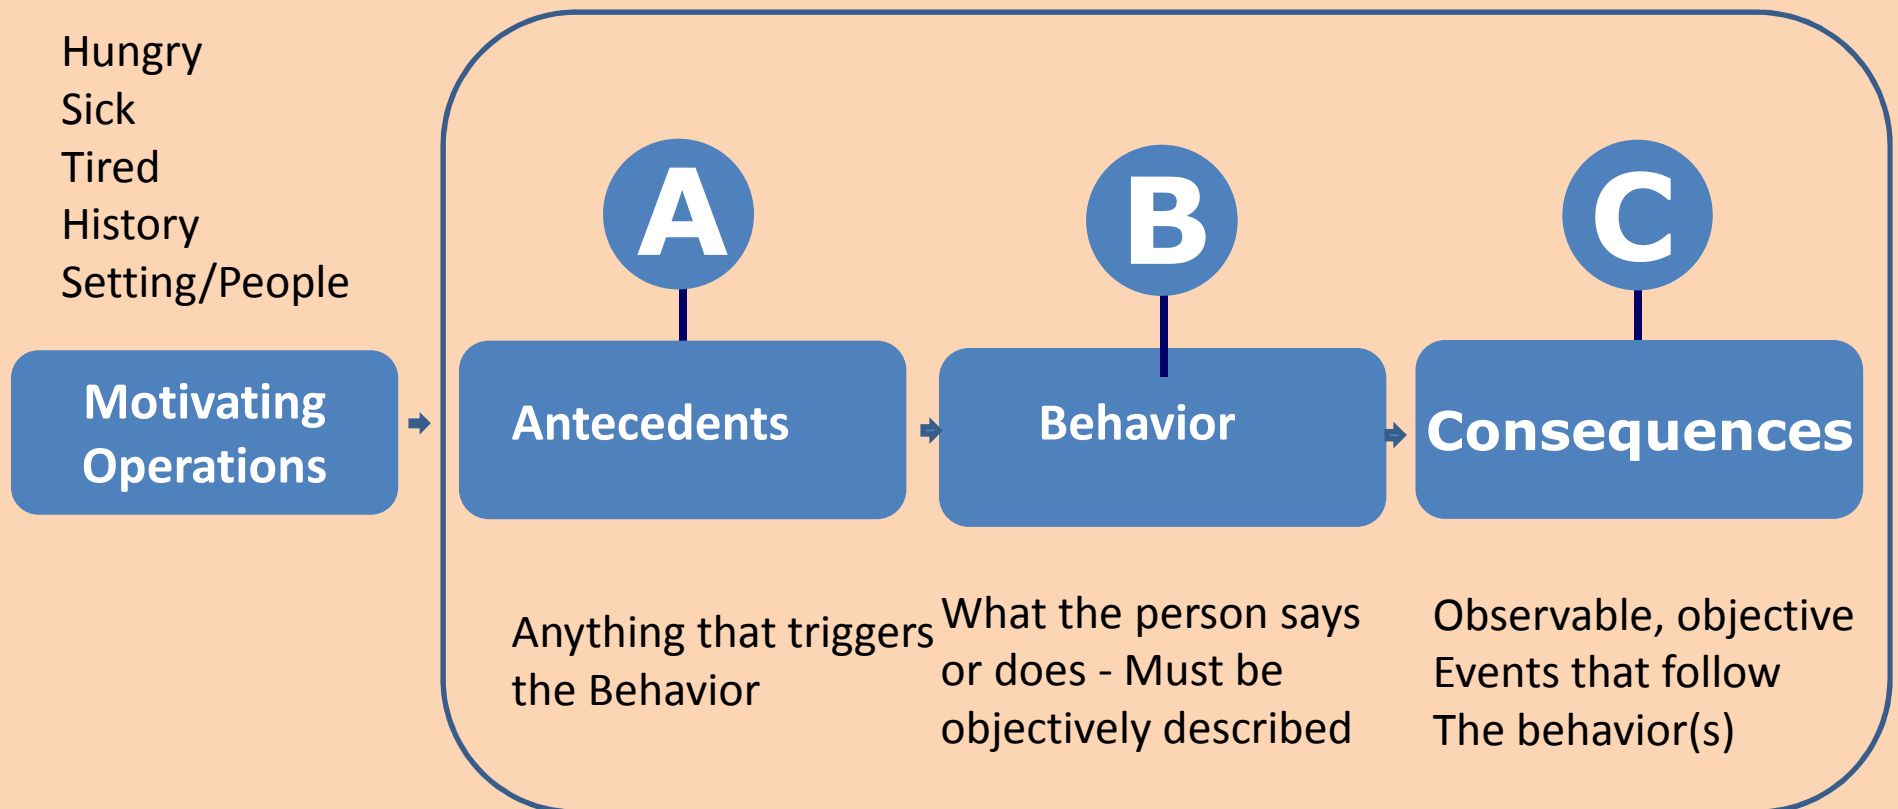 Hungry
Sick
Tired
History
Setting/People
Motivating
Operations
A
Antecedents
Anything that triggers
the Behavior
B
Behavior
What the person says
or does - Must be
objectively described
C
Consequences
Observable, objective
Events that follow
The behavior(s)